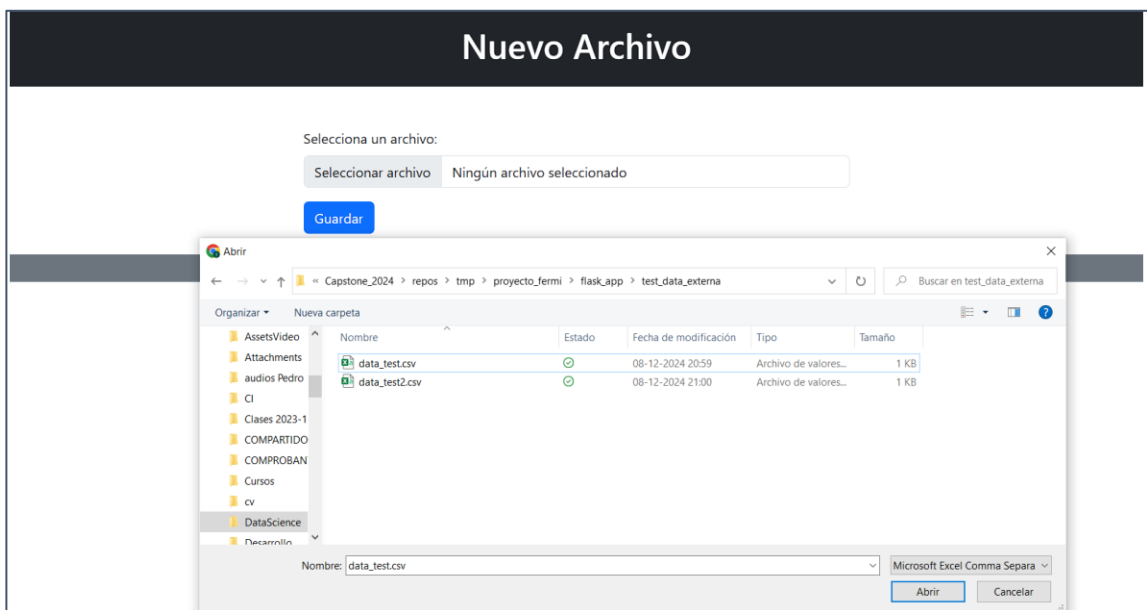 Nuevo Archivo
Selecciona un archivo:
Seleccionar archivo Ningún archivo seleccionado
Guardar
Abrir
« Capstone_2024 > repos > tmp > proyecto_fermi > flask_app > test_data_externa Buscar en test_data_externa
Organizar Nueva carpeta
AssetsVideo Nombre Estado Fecha de modificación Tipo Tamaño
Attachments data_test.csv 08-12-2024 20:59 Archivo de valores... 1 KB
audios Pedro data_test2.csv 08-12-2024 21:00 Archivo de valores... 1 KB
CI
Clases 2023-1
COMPARTIDO
COMPROBAN
Cursos
cv
DataScience
Desarrollo
Nombre: data_test.csv Microsoft Excel Comma Separa
Abrir Cancelar